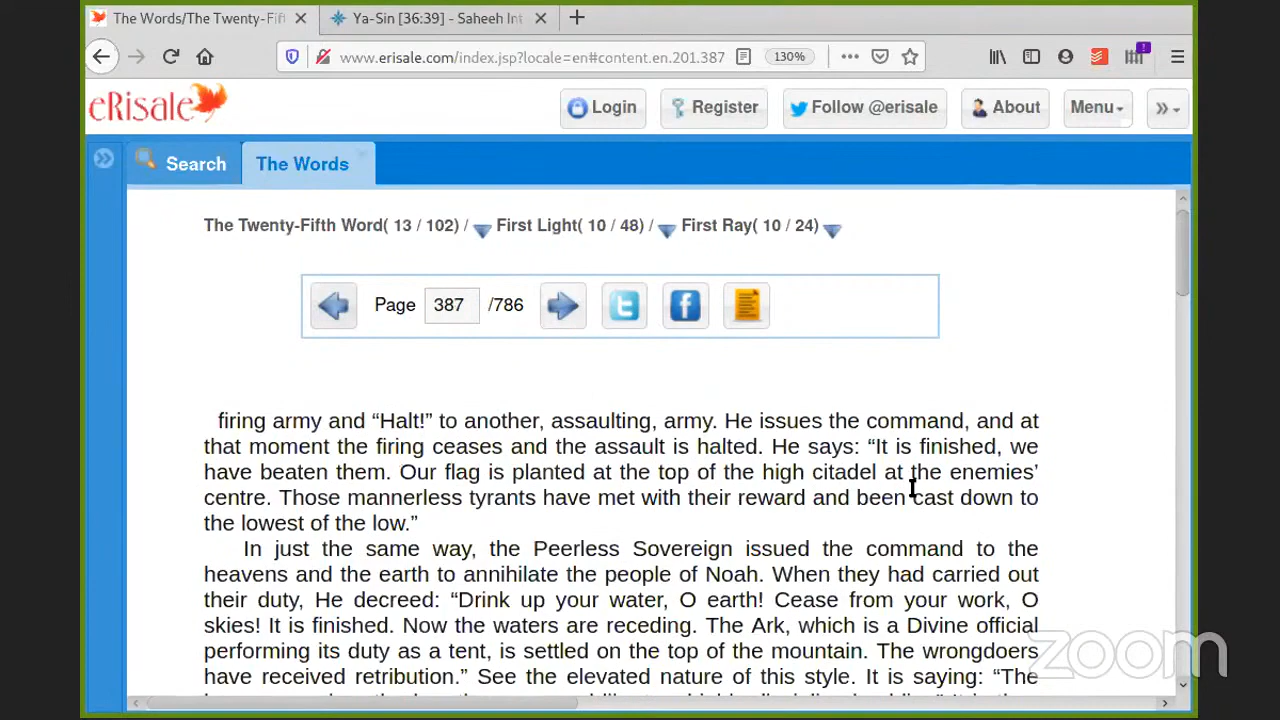 The Words/The Twenty-Fif
Ya-Sin [36:39] - Saheeh Int
www.erisale.com/index.jsp?locale=en#content.en.201.387
130%
eRisale
Login
Register
Follow @erisale
About
Menu
Search
The Words
The Twenty-Fifth Word( 13 / 102) / First Light( 10 / 48) / First Ray( 10 / 24)
Page 387 /786
firing army and “Halt!” to another, assaulting, army. He issues the command, and at
that moment the firing ceases and the assault is halted. He says: “It is finished, we
have beaten them. Our flag is planted at the top of the high citadel at the enemies’
centre. Those mannerless tyrants have met with their reward and been cast down to
the lowest of the low.”
In just the same way, the Peerless Sovereign issued the command to the
heavens and the earth to annihilate the people of Noah. When they had carried out
their duty, He decreed: “Drink up your water, O earth! Cease from your work, O
skies! It is finished. Now the waters are receding. The Ark, which is a Divine official
performing its duty as a tent, is settled on the top of the mountain. The wrongdoers
have received retribution.” See the elevated nature of this style. It is saying: “The
zoom